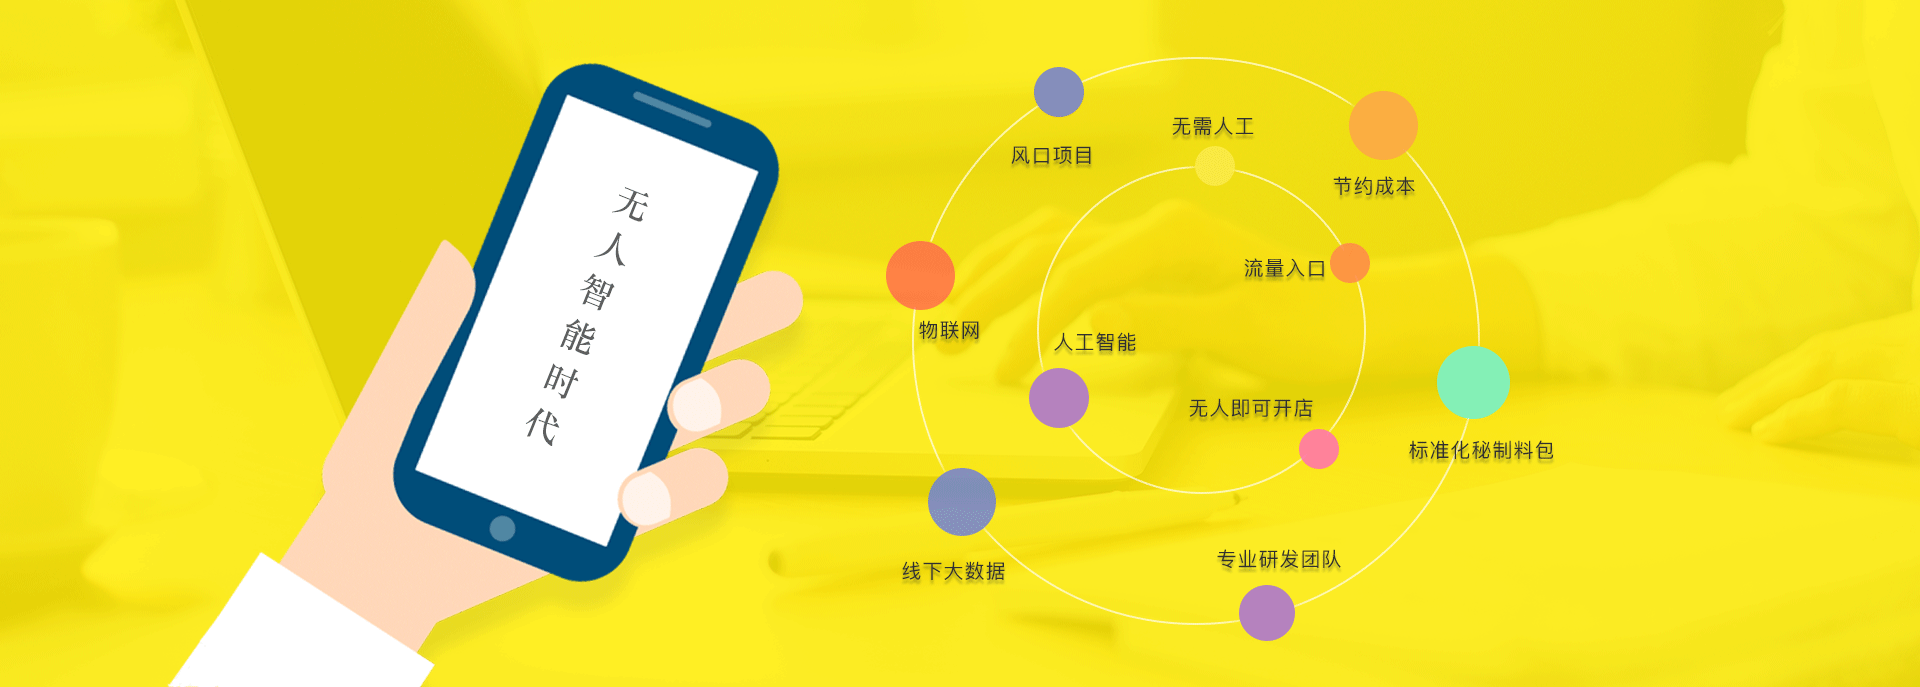 无人智能时代
风口项目
无需人工
节约成本
流量入口
物联网
人工智能
无人即可开店
标准化秘制料包
专业研发团队
线下大数据